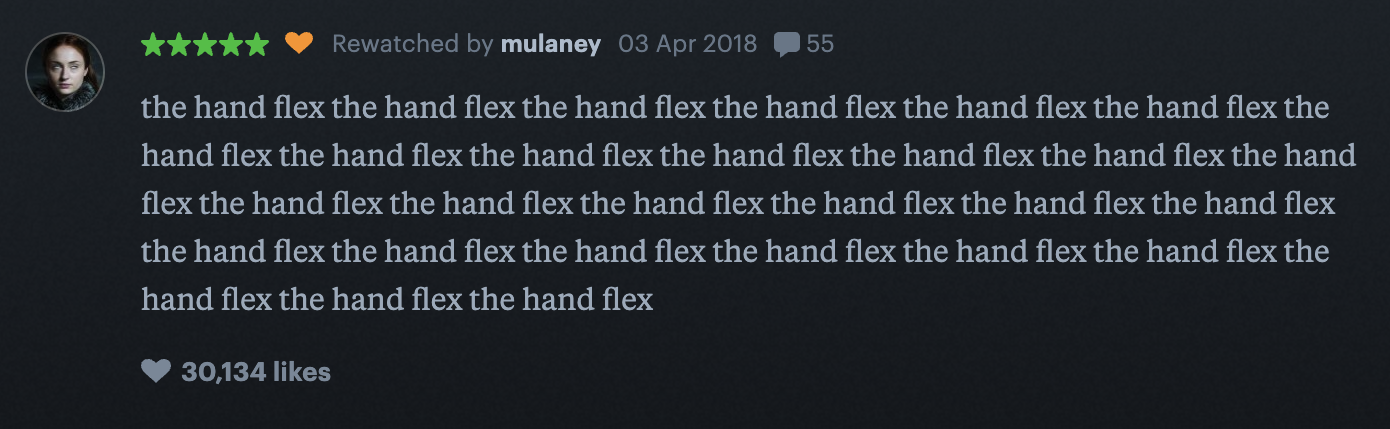 Rewatched by mulaney 03 Apr 2018 55
the hand flex the hand flex the hand flex the hand flex the hand flex the hand flex the
hand flex the hand flex the hand flex the hand flex the hand flex the hand flex the hand
flex the hand flex the hand flex the hand flex the hand flex the hand flex the hand flex
the hand flex the hand flex the hand flex the hand flex the hand flex the hand flex the
hand flex the hand flex the hand flex
30,134 likes